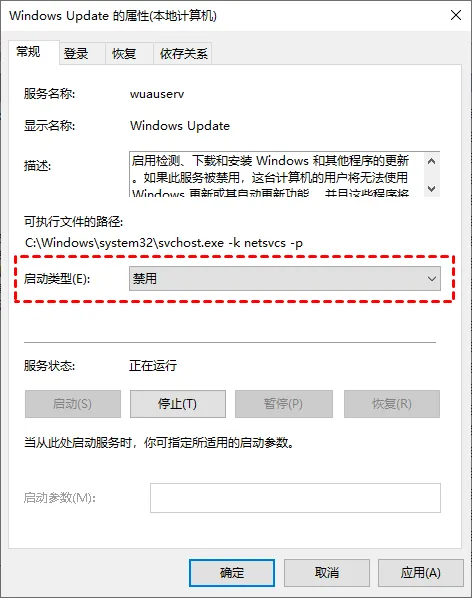 Windows Update 的属性(本地计算机)
常规 登录 恢复 依存关系
服务名称: wuauserv
显示名称: Windows Update
描述: 启用检测、下载和安装 Windows 和其他程序的更新
。如果此服务被禁用，这台计算机的用户将无法使用
Windows 更新或其自动更新功能，并且这些程序将
可执行文件的路径:
C:\Windows\system32\svchost.exe -k netsvcs -p
启动类型(E): 禁用
服务状态: 正在运行
启动(S) 停止(T) 暂停(P) 恢复(R)
当从此处启动服务时，你可指定所适用的启动参数。
启动参数(M):
确定 取消 应用(A)